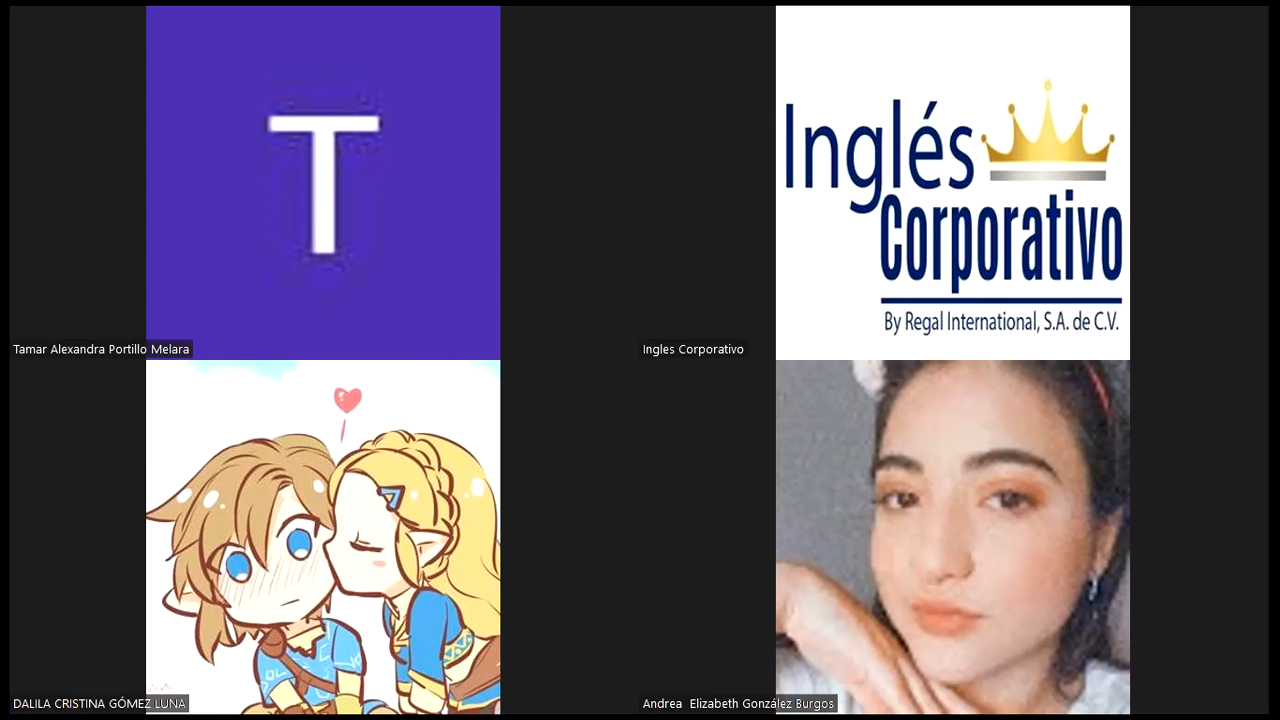 T
Inglés
Corporativo
By Regal International, S.A. de C.V.
Tamar Alexandra Portillo Melara
Ingles Corporativo
DALILA CRISTINA GÓMEZ LUNA
Andrea  Elizabeth González Burgos